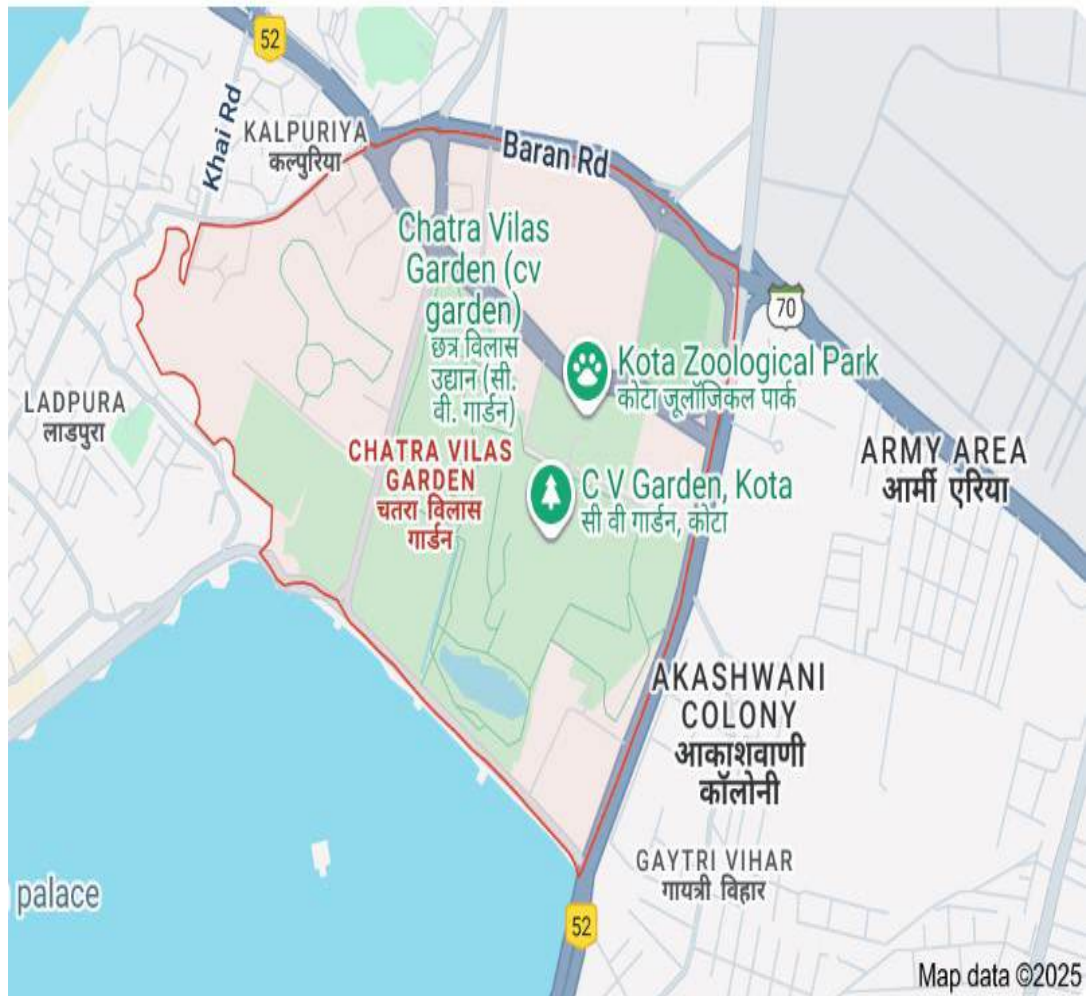 52
Khai Rd
KALPURIYA
कल्पुरिया
Baran Rd
Chatra Vilas
Garden (cv
garden)
छत्र विलास
उद्यान (सी.
वी. गार्डन)
70
Kota Zoological Park
कोटा जूलॉजिकल पार्क
LADPURA
लाडपुरा
CHATRA VILAS
GARDEN
चतरा विलास
गार्डन
C V Garden, Kota
सी वी गार्डन, कोटा
ARMY AREA
आर्मी एरिया
AKASHWANI
COLONY
आकाशवाणी
कॉलोनी
GAYTRI VIHAR
गायत्री विहार
palace
52
Map data ©2025